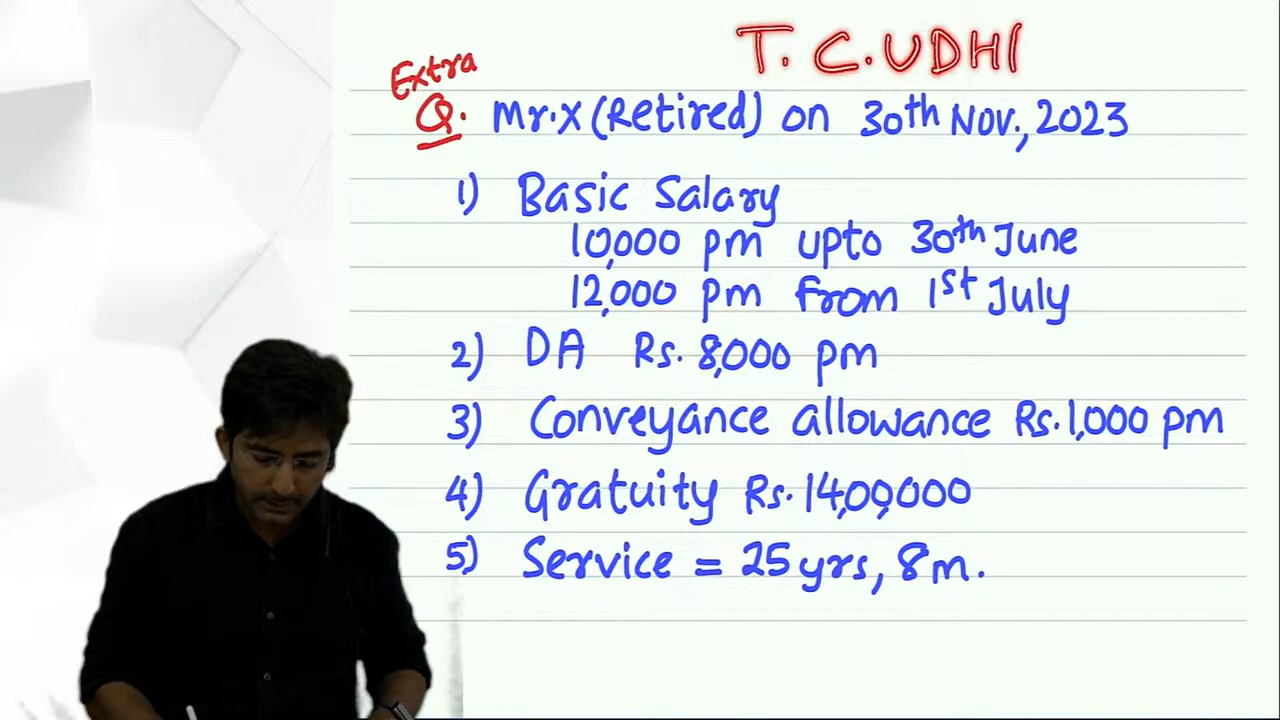 T. C. UDHI
Extra
Q. Mr. X (Retired) on 30th Nov., 2023
1) Basic Salary
10,000 pm upto 30th June
12,000 pm from 1st July
2) DA Rs. 8,000 pm
3) Conveyance allowance Rs. 1,000 pm
4) Gratuity Rs. 14,00,000
5) Service = 25 yrs, 8 m.